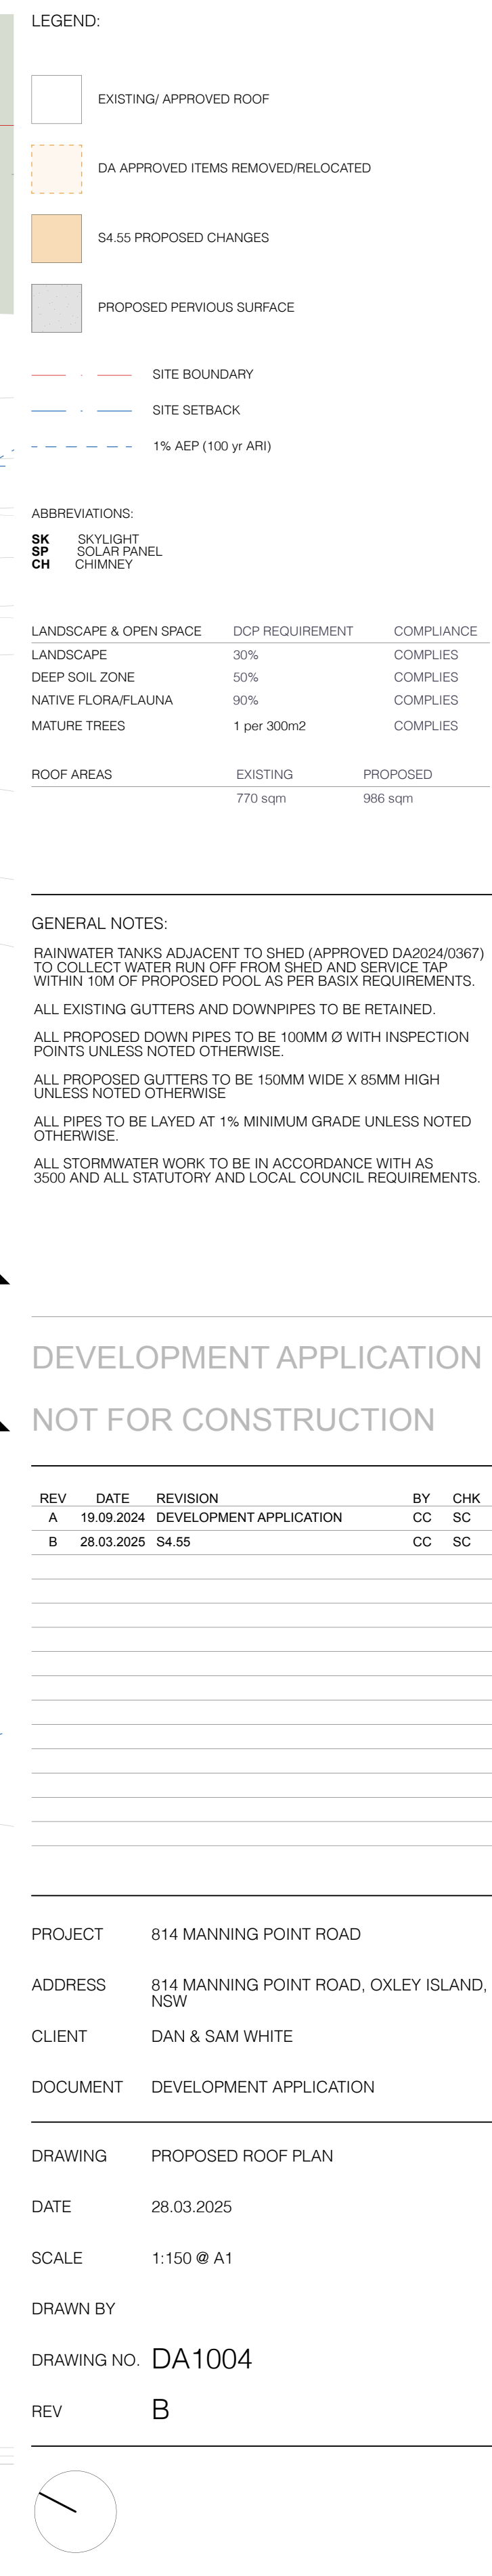 LEGEND:
EXISTING/ APPROVED ROOF
DA APPROVED ITEMS REMOVED/RELOCATED
S4.55 PROPOSED CHANGES
PROPOSED PERVIOUS SURFACE
SITE BOUNDARY
SITE SETBACK
1% AEP (100 yr ARI)
ABBREVIATIONS:
SK SKYLIGHT
SP SOLAR PANEL
CH CHIMNEY
LANDSCAPE & OPEN SPACE DCP REQUIREMENT COMPLIANCE
LANDSCAPE 30% COMPLIES
DEEP SOIL ZONE 50% COMPLIES
NATIVE FLORA/FLAUNA 90% COMPLIES
MATURE TREES 1 per 300m2 COMPLIES
ROOF AREAS EXISTING PROPOSED
770 sqm 986 sqm
GENERAL NOTES:
RAINWATER TANKS ADJACENT TO SHED (APPROVED DA2024/0367)
TO COLLECT WATER RUN OFF FROM SHED AND SERVICE TAP
WITHIN 10M OF PROPOSED POOL AS PER BASIX REQUIREMENTS.
ALL EXISTING GUTTERS AND DOWNPIPES TO BE RETAINED.
ALL PROPOSED DOWN PIPES TO BE 100MM Ø WITH INSPECTION
POINTS UNLESS NOTED OTHERWISE.
ALL PROPOSED GUTTERS TO BE 150MM WIDE X 85MM HIGH
UNLESS NOTED OTHERWISE
ALL PIPES TO BE LAYED AT 1% MINIMUM GRADE UNLESS NOTED
OTHERWISE.
ALL STORMWATER WORK TO BE IN ACCORDANCE WITH AS
3500 AND ALL STATUTORY AND LOCAL COUNCIL REQUIREMENTS.
DEVELOPMENT APPLICATION
NOT FOR CONSTRUCTION
REV DATE REVISION BY CHK
A 19.09.2024 DEVELOPMENT APPLICATION CC SC
B 28.03.2025 S4.55 CC SC
PROJECT 814 MANNING POINT ROAD
ADDRESS 814 MANNING POINT ROAD, OXLEY ISLAND,
NSW
CLIENT DAN & SAM WHITE
DOCUMENT DEVELOPMENT APPLICATION
DRAWING PROPOSED ROOF PLAN
DATE 28.03.2025
SCALE 1:150 @ A1
DRAWN BY
DRAWING NO. DA1004
REV B